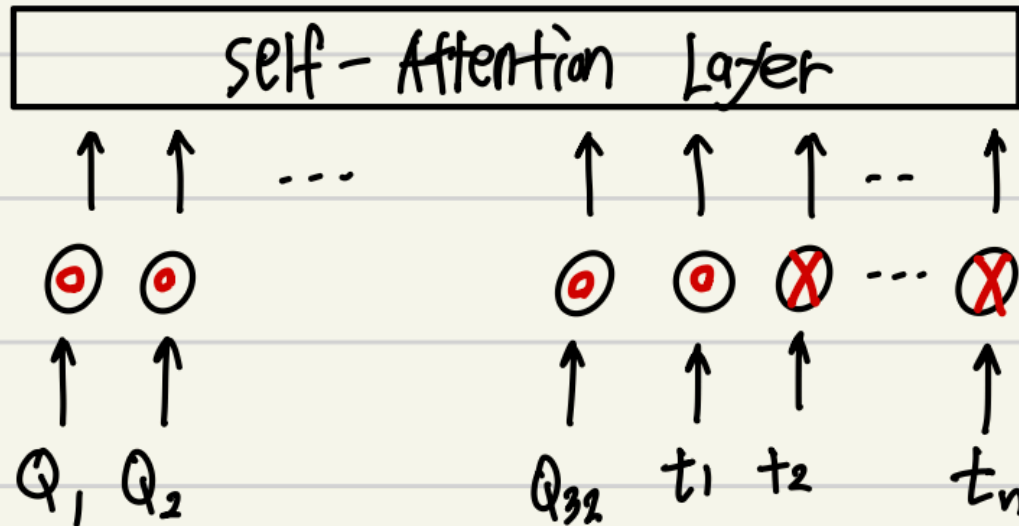 self - Attention Layer
.... ..
....
Q1 Q2 Q32 t1 t2 tn